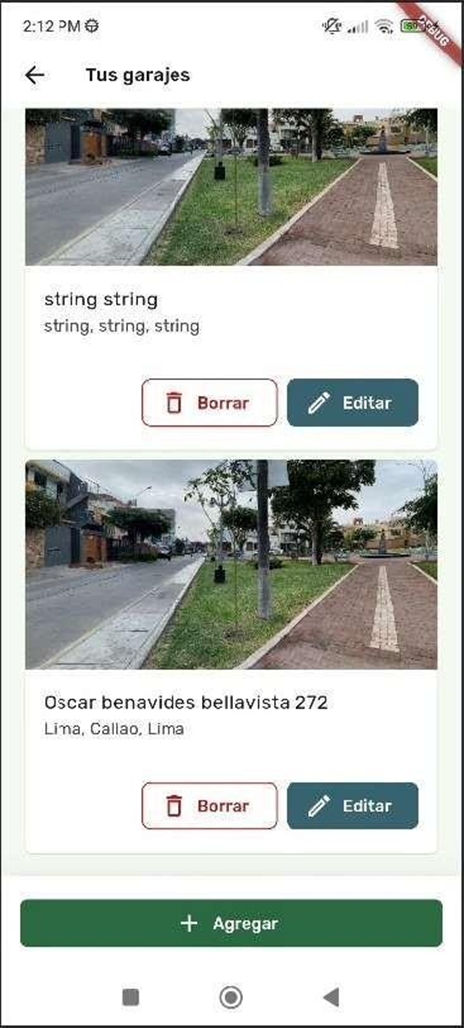 2:12 PM
DEBUG
Tus garajes
string string
string, string, string
Borrar
Editar
Oscar benavides bellavista 272
Lima, Callao, Lima
Borrar
Editar
Agregar